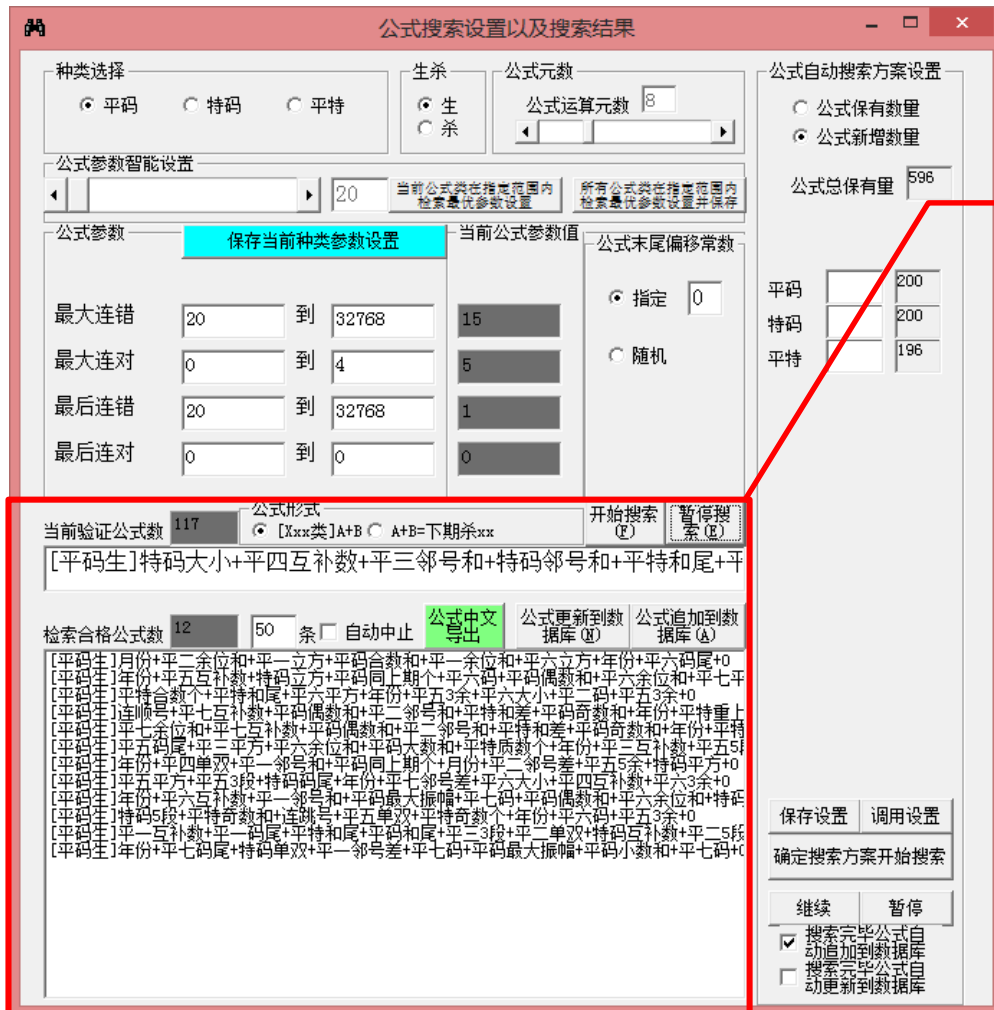 公式搜索设置以及搜索结果
种类选择
平码 特码 平特
生杀
生
杀
公式元数
公式运算元数 8
公式自动搜索方案设置
公式保有数量
公式新增数量
公式总保有量 596
公式参数智能设置
20
当前公式类在指定范围内
检索最优参数设置
所有公式类在指定范围内
检索最优参数设置并保存
公式参数
保存当前种类参数设置
当前公式参数值
公式末尾偏移常数
指定 0
随机
最大连错 20 到 32768 15
最大连对 0 到 4 5
最后连错 20 到 32768 1
最后连对 0 到 0 0
平码 200
特码 200
平特 196
当前验证公式数 117
公式形式
[Xxx类]A+B A+B=下期杀xx
开始搜索
(F)
暂停搜
索(E)
[平码生]特码大小+平四互补数+平三邻号和+特码邻号和+平特和尾+平
检索合格公式数 12 50 条 自动中止
公式中文
导出
公式更新到数
据库(N)
公式追加到数
据库(A)
[平码生]月份+平二余位和+平一立方+平码合数和+平一余位和+平六立方+年份+平六码尾+0
[平码生]年份+平五互补数+特码立方+平码同上期个+平六码+平码偶数和+平六余位和+平七平
[平码生]平特合数个+平特和尾+平六平方+年份+平五3余+平六大小+平二码+平五3余+0
[平码生]连顺号+平七互补数+平码偶数和+平二邻号和+平特和差+平码奇数和+年份+平特重上
[平码生]平七余位和+平七互补数+平码偶数和+平二邻号和+平特和差+平码奇数和+年份+平特
[平码生]平五码尾+平三平方+平六余位和+平码大数和+平特质数个+年份+平三互补数+平五5段
[平码生]年份+平四单双+平一邻号和+平码同上期个+月份+平二邻号差+平五5余+特码平方+0
[平码生]平五平方+平五3段+特码码尾+年份+平七邻号差+平六大小+平四互补数+平六3余+0
[平码生]年份+平六互补数+平一邻号和+平码最大振幅+平七码+平码偶数和+平六余位和+特码
[平码生]特码5段+平特奇数和+连跳号+平五单双+平特奇数个+年份+平六码+平五3余+0
[平码生]平一互补数+平一码尾+平特和尾+平码和尾+平三3段+平二单双+特码互补数+平二5段
[平码生]年份+平七码尾+特码单双+平一邻号差+平七码+平码最大振幅+平码小数和+平七码+0
保存设置 调用设置
确定搜索方案开始搜索
继续 暂停
搜索完毕公式自
动追加到数据库
搜索完毕公式自
动更新到数据库